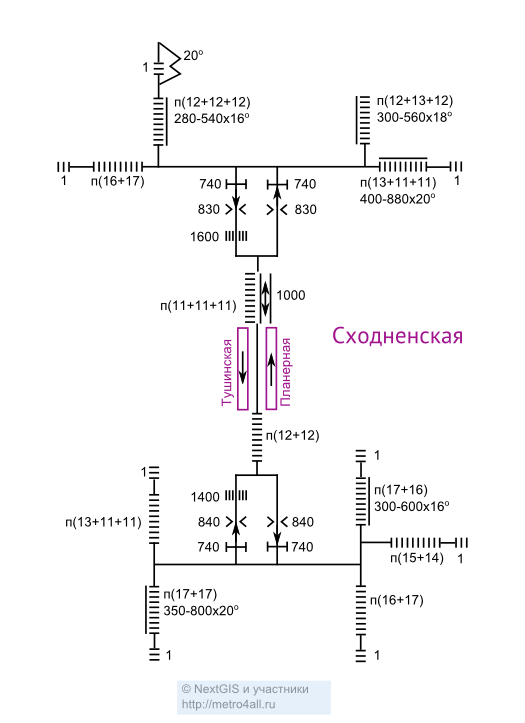 20°
1
п(12+12+12)
280-540x16°
п(12+13+12)
300-560x18°
1
п(16+17)
740
740
п(13+11+11)
1
400-880x20°
830
830
1600
п(11+11+11)
1000
Тушинская
Планерная
Сходненская
п(12+12)
1
1
1400
п(17+16)
300-600x16°
п(13+11+11)
840
840
740
740
п(15+14)
1
п(17+17)
350-800x20°
п(16+17)
1
1
© NextGIS и участники
http://metro4all.ru